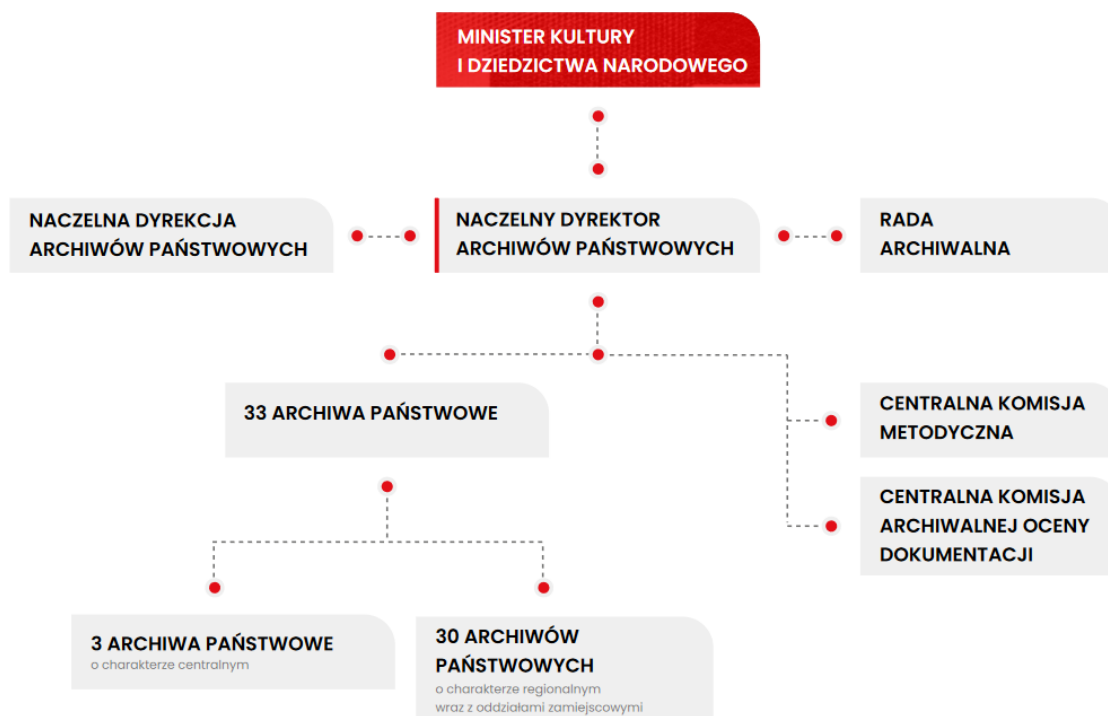 MINISTER KULTURY
I DZIEDZICTWA NARODOWEGO
NACZELNA DYREKCJA
ARCHIWÓW PAŃSTWOWYCH
NACZELNY DYREKTOR
ARCHIWÓW PAŃSTWOWYCH
RADA
ARCHIWALNA
33 ARCHIWA PAŃSTWOWE
CENTRALNA KOMISJA
METODYCZNA
CENTRALNA KOMISJA
ARCHIWALNEJ OCENY
DOKUMENTACJI
3 ARCHIWA PAŃSTWOWE
o charakterze centralnym
30 ARCHIWÓW
PAŃSTWOWYCH
o charakterze regionalnym
wraz z oddziałami zamiejscowymi